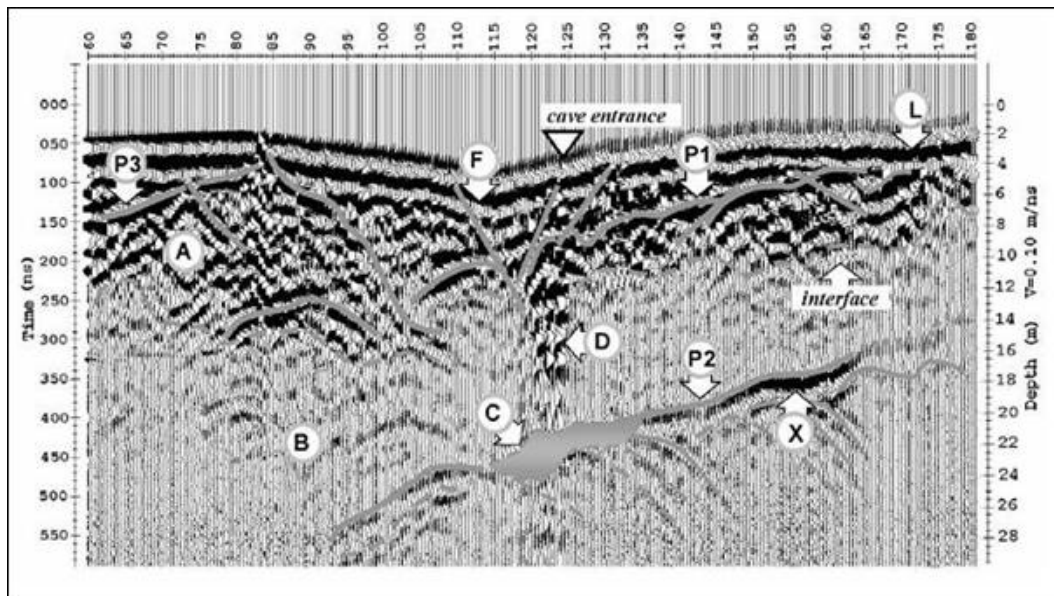 60 65 70 75 80 85 90 95 100 105 110 115 120 125 130 135 140 145 150 155 160 165 170 175 180
000
050
100
150
200
250
300
350
400
450
500
550
Time (ns)
0
2
4
6
8
10
12
14
16
18
20
22
24
26
28
Depth (m) V=0.10 m/ns
cave entrance
L
P3
F
P1
A
interface
D
P2
C
B
X